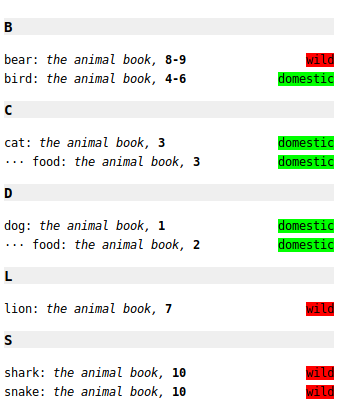 B
bear: the animal book, 8-9 wild
bird: the animal book, 4-6 domestic
C
cat: the animal book, 3 domestic
··· food: the animal book, 3 domestic
D
dog: the animal book, 1 domestic
··· food: the animal book, 2 domestic
L
lion: the animal book, 7 wild
S
shark: the animal book, 10 wild
snake: the animal book, 10 wild